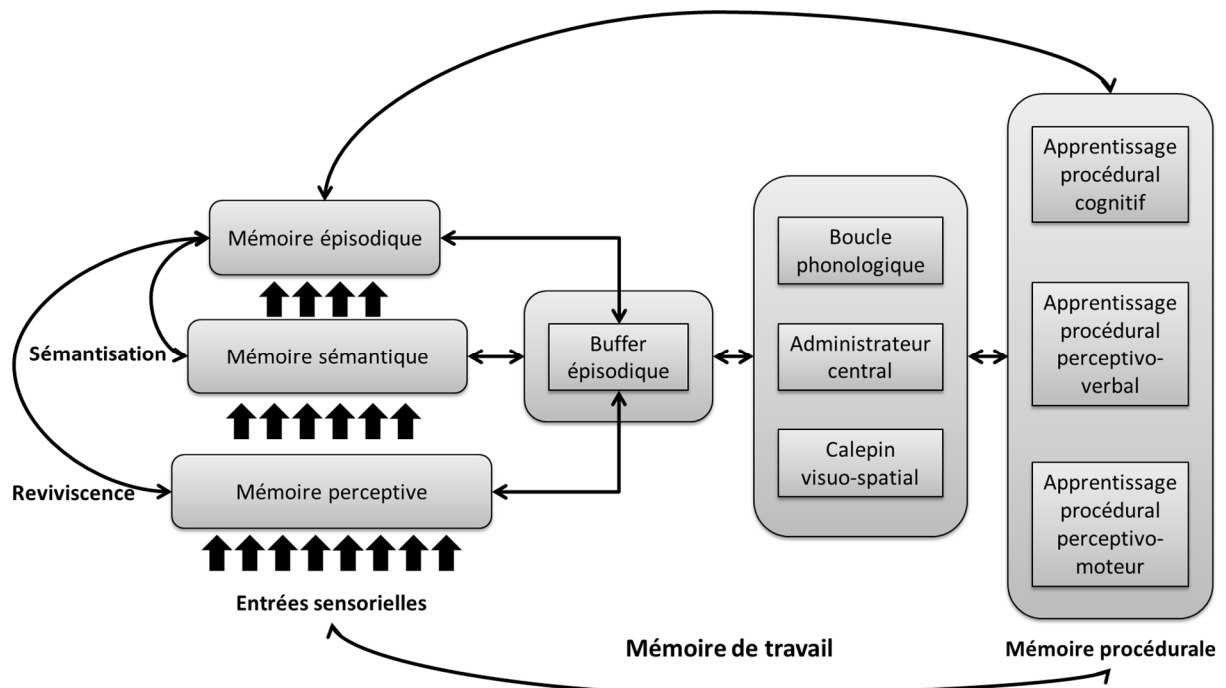 Mémoire épisodique
Sémantisation
Mémoire sémantique
Reviviscence
Mémoire perceptive
Entrées sensorielles
Buffer
épisodique
Boucle
phonologique
Administrateur
central
Calepin
visuo-spatial
Mémoire de travail
Apprentissage
procédural
cognitif
Apprentissage
procédural
perceptivo-
verbal
Apprentissage
procédural
perceptivo-
moteur
Mémoire procédurale